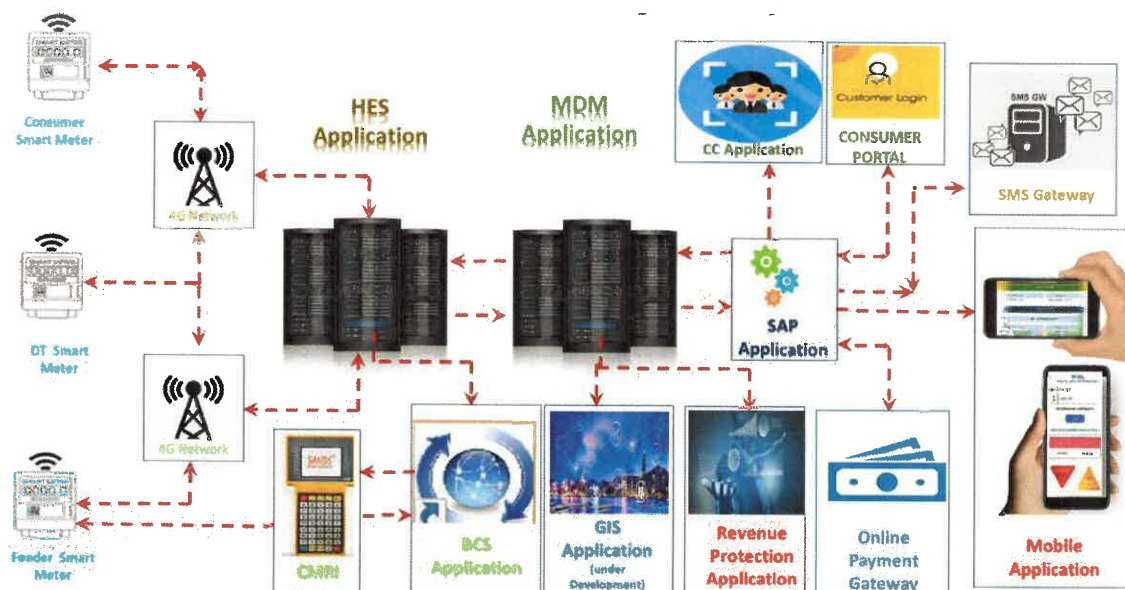 Consumer
Smart Meter
4G Network
HES
Application
MDM
Application
CC Application
Customer Login
CONSUMER
PORTAL
SMS GW
SMS Gateway
DT Smart
Meter
4G Network
SAP
Application
Feeder Smart
Meter
CMRI
BCS
Application
GIS
Application
(under
Development)
Revenue
Protection
Application
Online
Payment
Gateway
Mobile
Application